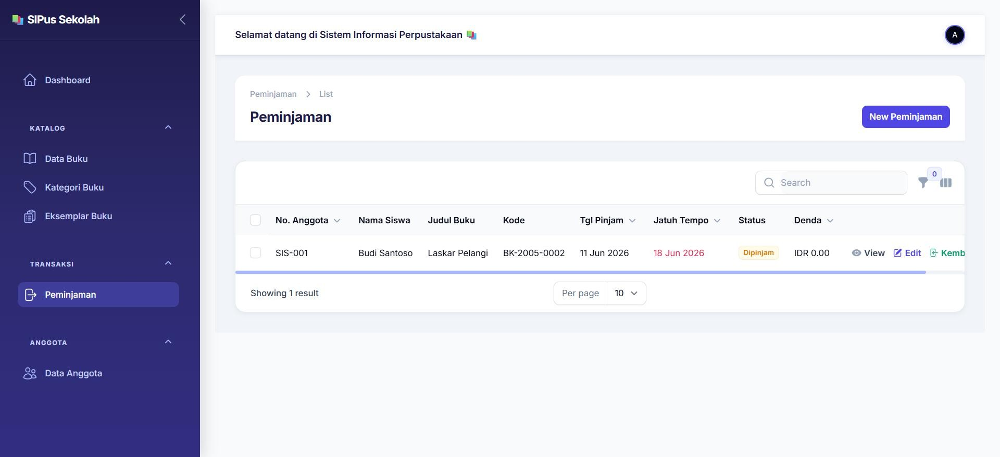 SIPus Sekolah
Dashboard
KATALOG
Data Buku
Kategori Buku
Eksemplar Buku
TRANSAKSI
Peminjaman
ANGGOTA
Data Anggota
Selamat datang di Sistem Informasi Perpustakaan
A
Peminjaman > List
Peminjaman
New Peminjaman
Search
0
No. Anggota Nama Siswa Judul Buku Kode Tgl Pinjam Jatuh Tempo Status Denda
SIS-001 Budi Santoso Laskar Pelangi BK-2005-0002 11 Jun 2026 18 Jun 2026 Dipinjam IDR 0.00 View Edit Kemb
Showing 1 result
Per page 10